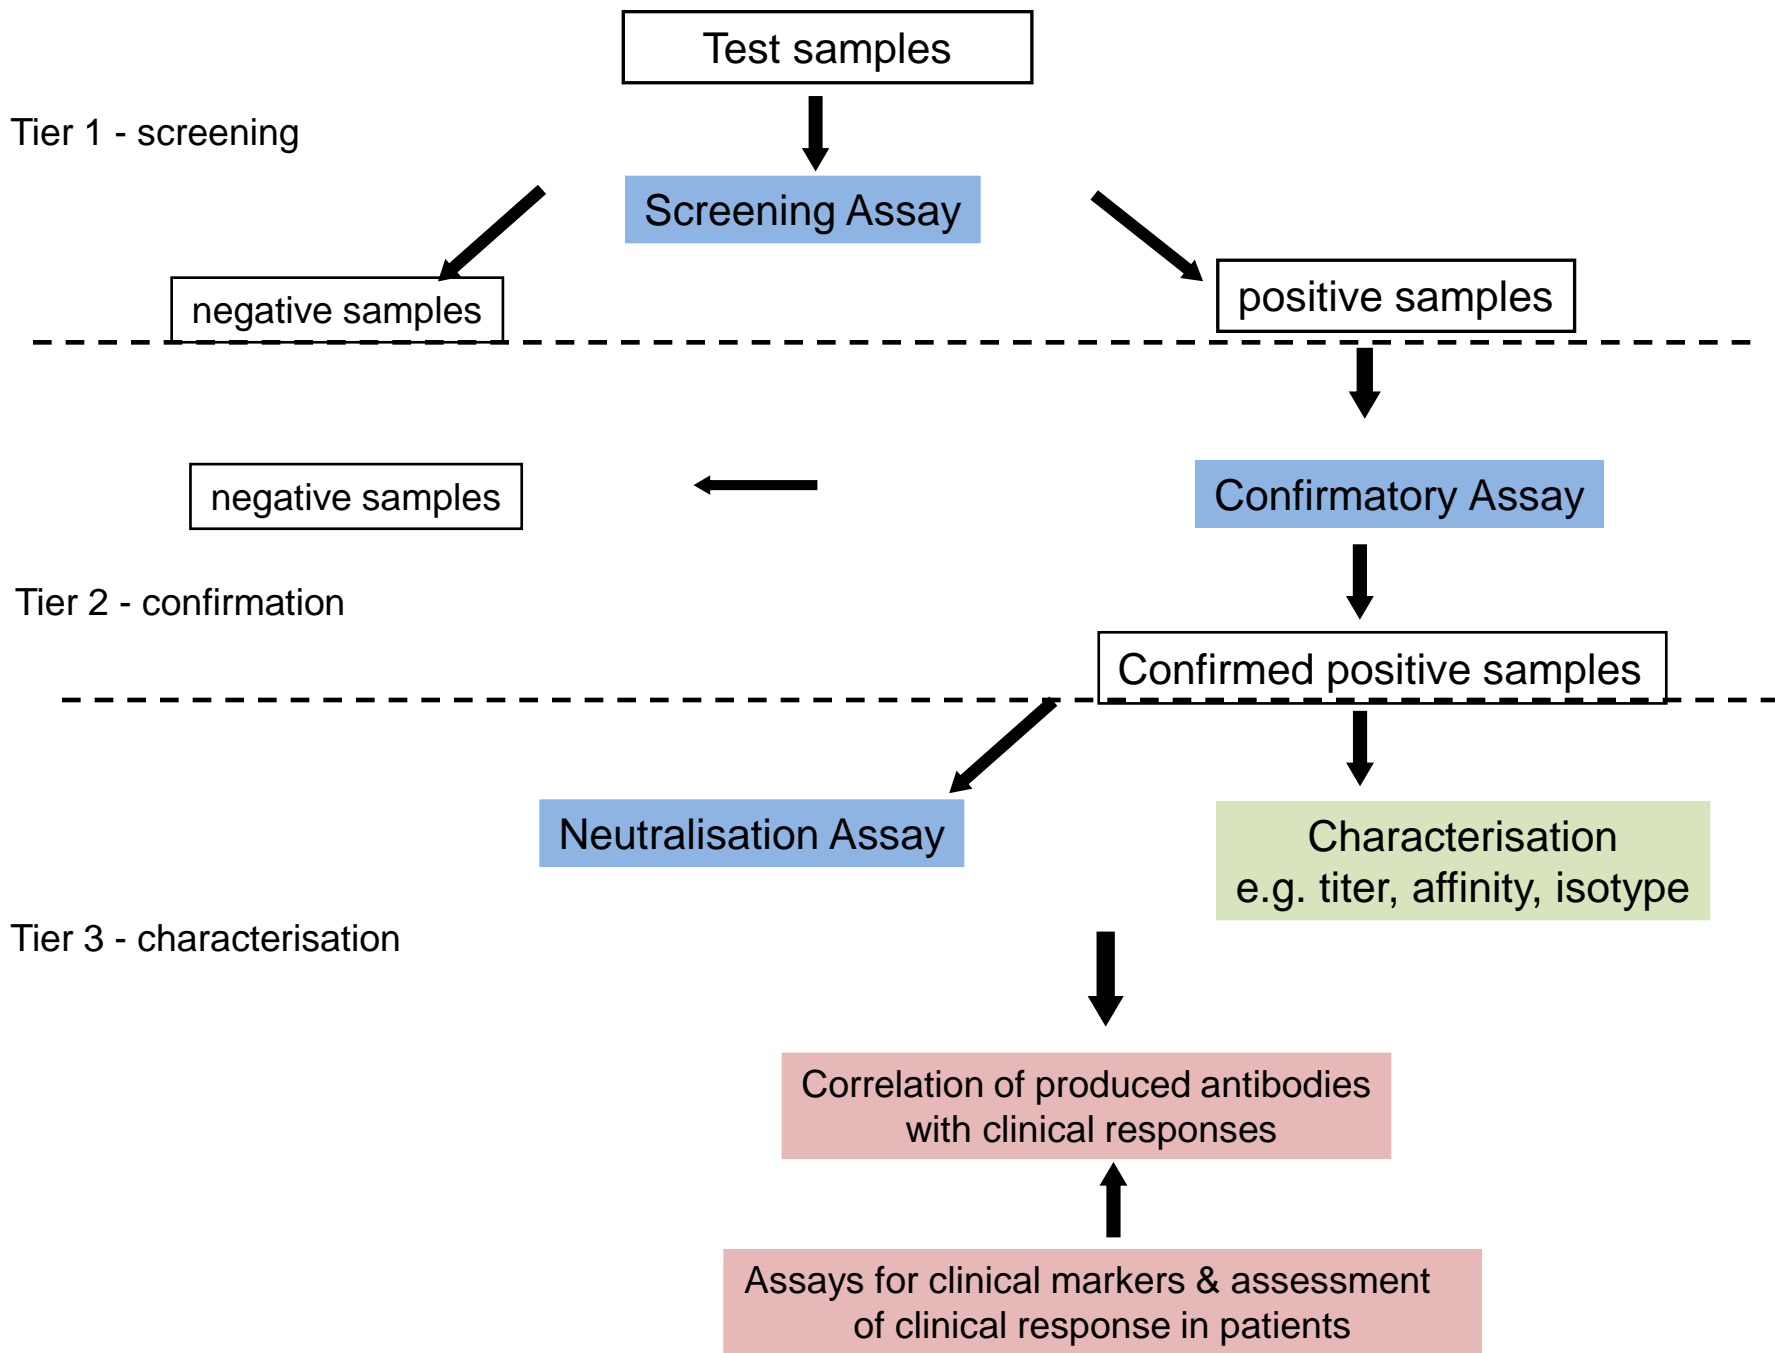 Test samples
Tier 1 - screening
Screening Assay
negative samples
positive samples
negative samples
Confirmatory Assay
Tier 2 - confirmation
Confirmed positive samples
Neutralisation Assay
Characterisation
e.g. titer, affinity, isotype
Tier 3 - characterisation
Correlation of produced antibodies
with clinical responses
Assays for clinical markers & assessment
of clinical response in patients